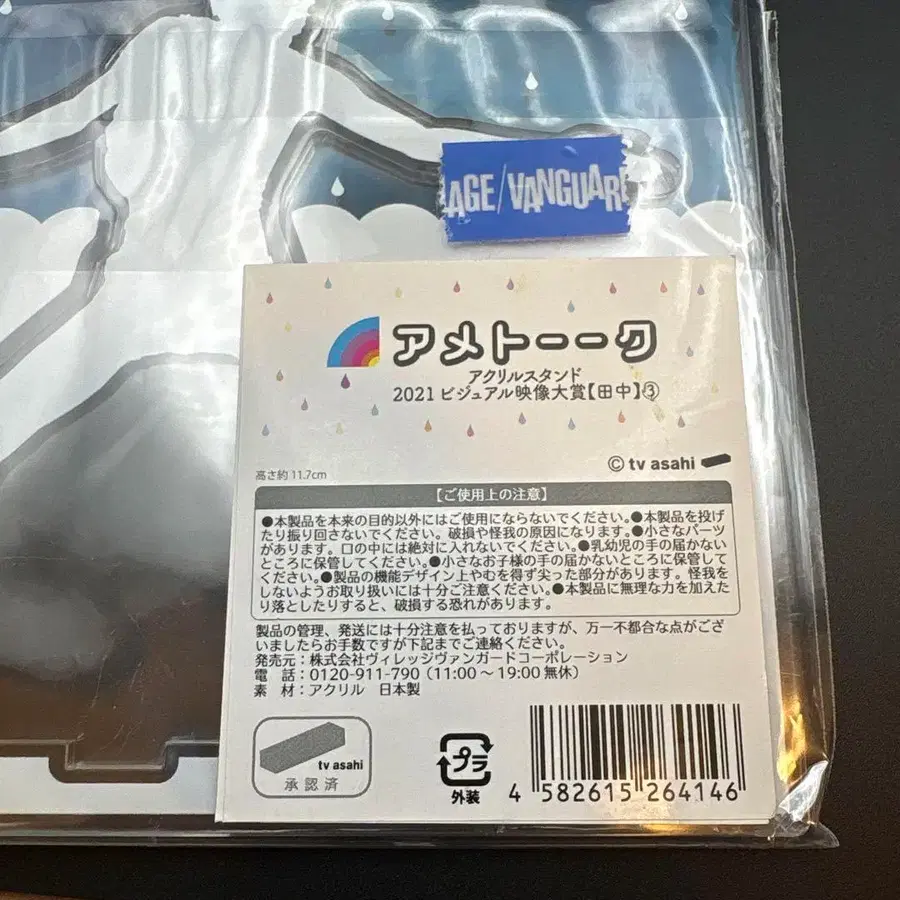 AGE/VANGUAR
アメトーーク
アクリルスタンド
2021 ビジュアル映像大賞【田中】③
© tv asahi
高さ約 11.7cm
【ご使用上の注意】
●本製品を本来の目的以外にはご使用にならないでください。●本製品を投げ
たり振り回さないでください。破損や怪我の原因になります。●小さなパーツ
があります。口の中には絶対に入れないでください。●乳幼児の手の届かない
ところに保管してください。●小さなお子様の手の届かないところに保管して
ください。●製品の機能デザイン上やむを得ず尖った部分があります。怪我を
しないようお取り扱いには十分ご注意ください。●本製品に無理な力を加えた
り落としたりすると、破損する恐れがあります。
製品の管理、発送には十分注意を払っておりますが、万一不都合な点がござ
いましたらお手数ですが下記までご連絡ください。
発売元：株式会社ヴィレッジヴァンガードコーポレーション
電　話：0120-911-790（11:00～19:00 無休）
素　材：アクリル　日本製
tv asahi
承認済
プラ
外装
4 582615 264146